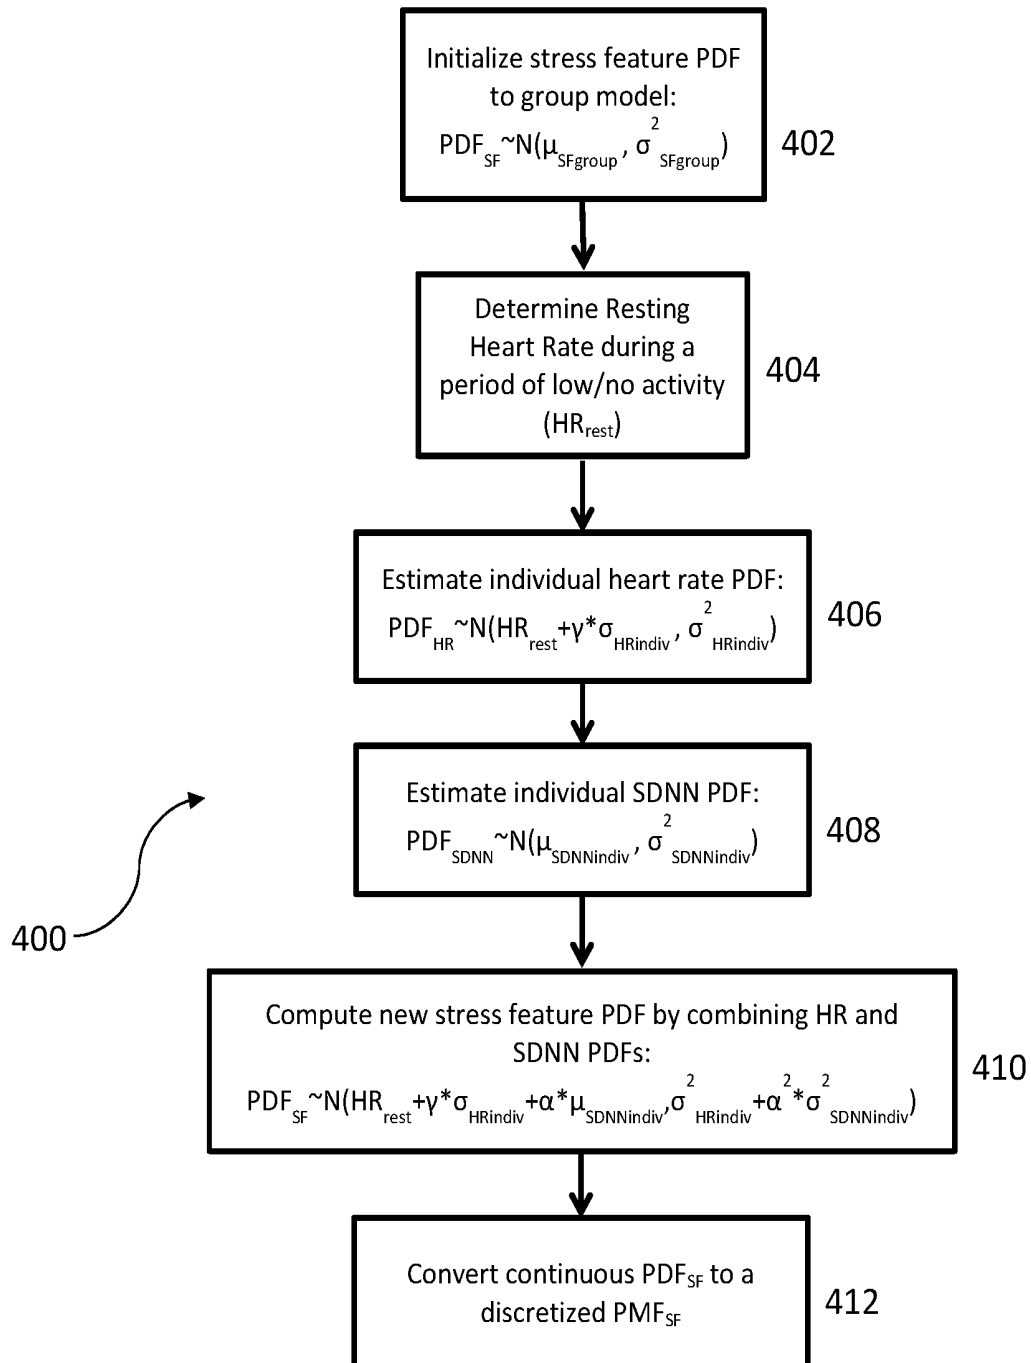 Initialize stress feature PDF
to group model:
PDF_SF~N(μ_SFgroup, σ²_SFgroup)
402
Determine Resting
Heart Rate during a
period of low/no activity
(HR_rest)
404
Estimate individual heart rate PDF:
PDF_HR~N(HR_rest+γ*σ_HRindiv, σ²_HRindiv)
406
Estimate individual SDNN PDF:
PDF_SDNN~N(μ_SDNNindiv, σ²_SDNNindiv)
408
400
Compute new stress feature PDF by combining HR and
SDNN PDFs:
PDF_SF~N(HR_rest+γ*σ_HRindiv+α*μ_SDNNindiv,σ²_HRindiv+α²*σ²_SDNNindiv)
410
Convert continuous PDF_SF to a
discretized PMF_SF
412